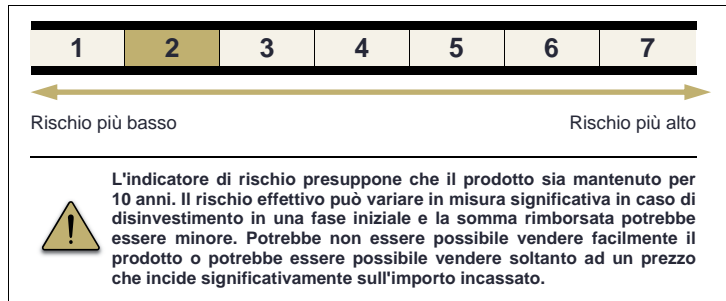 1 2 3 4 5 6 7
Rischio più basso Rischio più alto
L'indicatore di rischio presuppone che il prodotto sia mantenuto per
10 anni. Il rischio effettivo può variare in misura significativa in caso di
disinvestimento in una fase iniziale e la somma rimborsata potrebbe
essere minore. Potrebbe non essere possibile vendere facilmente il
prodotto o potrebbe essere possibile vendere soltanto ad un prezzo
che incide significativamente sull'importo incassato.